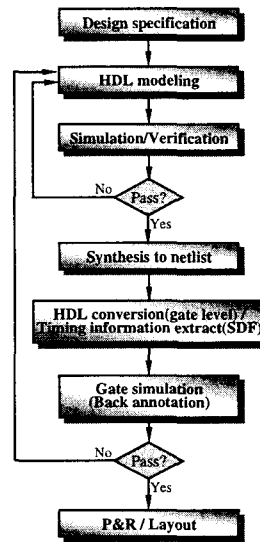 Design specification
HDL modeling
Simulation/Verification
No
Pass?
Yes
Synthesis to netlist
HDL conversion(gate level) /
Timing information extract(SDF)
Gate simulation
(Back annotation)
No
Pass?
Yes
P&R / Layout